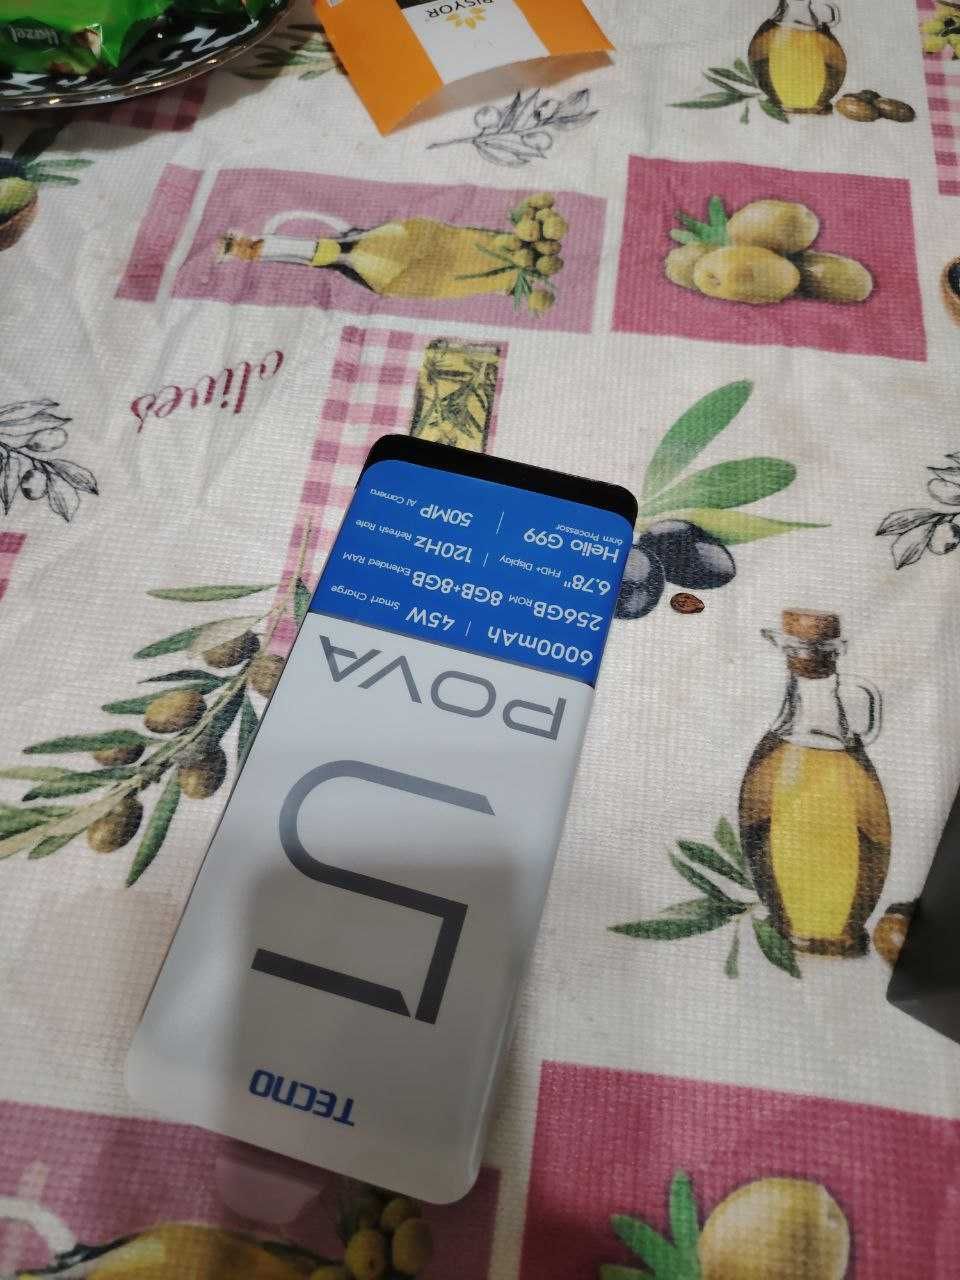 TECNO
5
POVA
6000mAh | 45W Smart Charge
256GB ROM 8GB+8GB Extended RAM
6.78" FHD+ Display | 120Hz Refresh Rate
Helio G99 6nm Processor | 50MP AI Camera
olives
RISYOR
Hazel